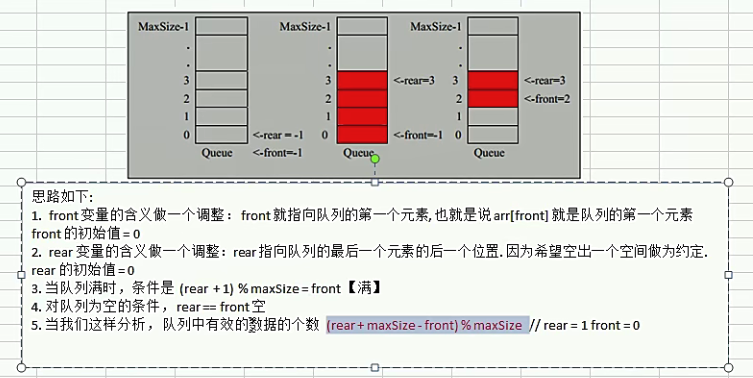 MaxSize-1 MaxSize-1 MaxSize-1
. . .
. . .
3 3 <-rear=3 3 <-rear=3
2 2 2 <-front=2
1 1 1
0 <-rear = -1 0 <-front=-1 0
Queue <-front=-1 Queue Queue
思路如下:
1. front 变量的含义做一个调整： front 就指向队列的第一个元素, 也就是说 arr[front] 就是队列的第一个元素
front 的初始值 = 0
2. rear 变量的含义做一个调整：rear 指向队列的最后一个元素的后一个位置. 因为希望空出一个空间做为约定.
rear 的初始值 = 0
3. 当队列满时，条件是 (rear + 1) % maxSize = front 【满】
4. 对队列为空的条件， rear == front 空
5. 当我们这样分析， 队列中有效的数据的个数 (rear + maxSize - front) % maxSize // rear = 1 front = 0